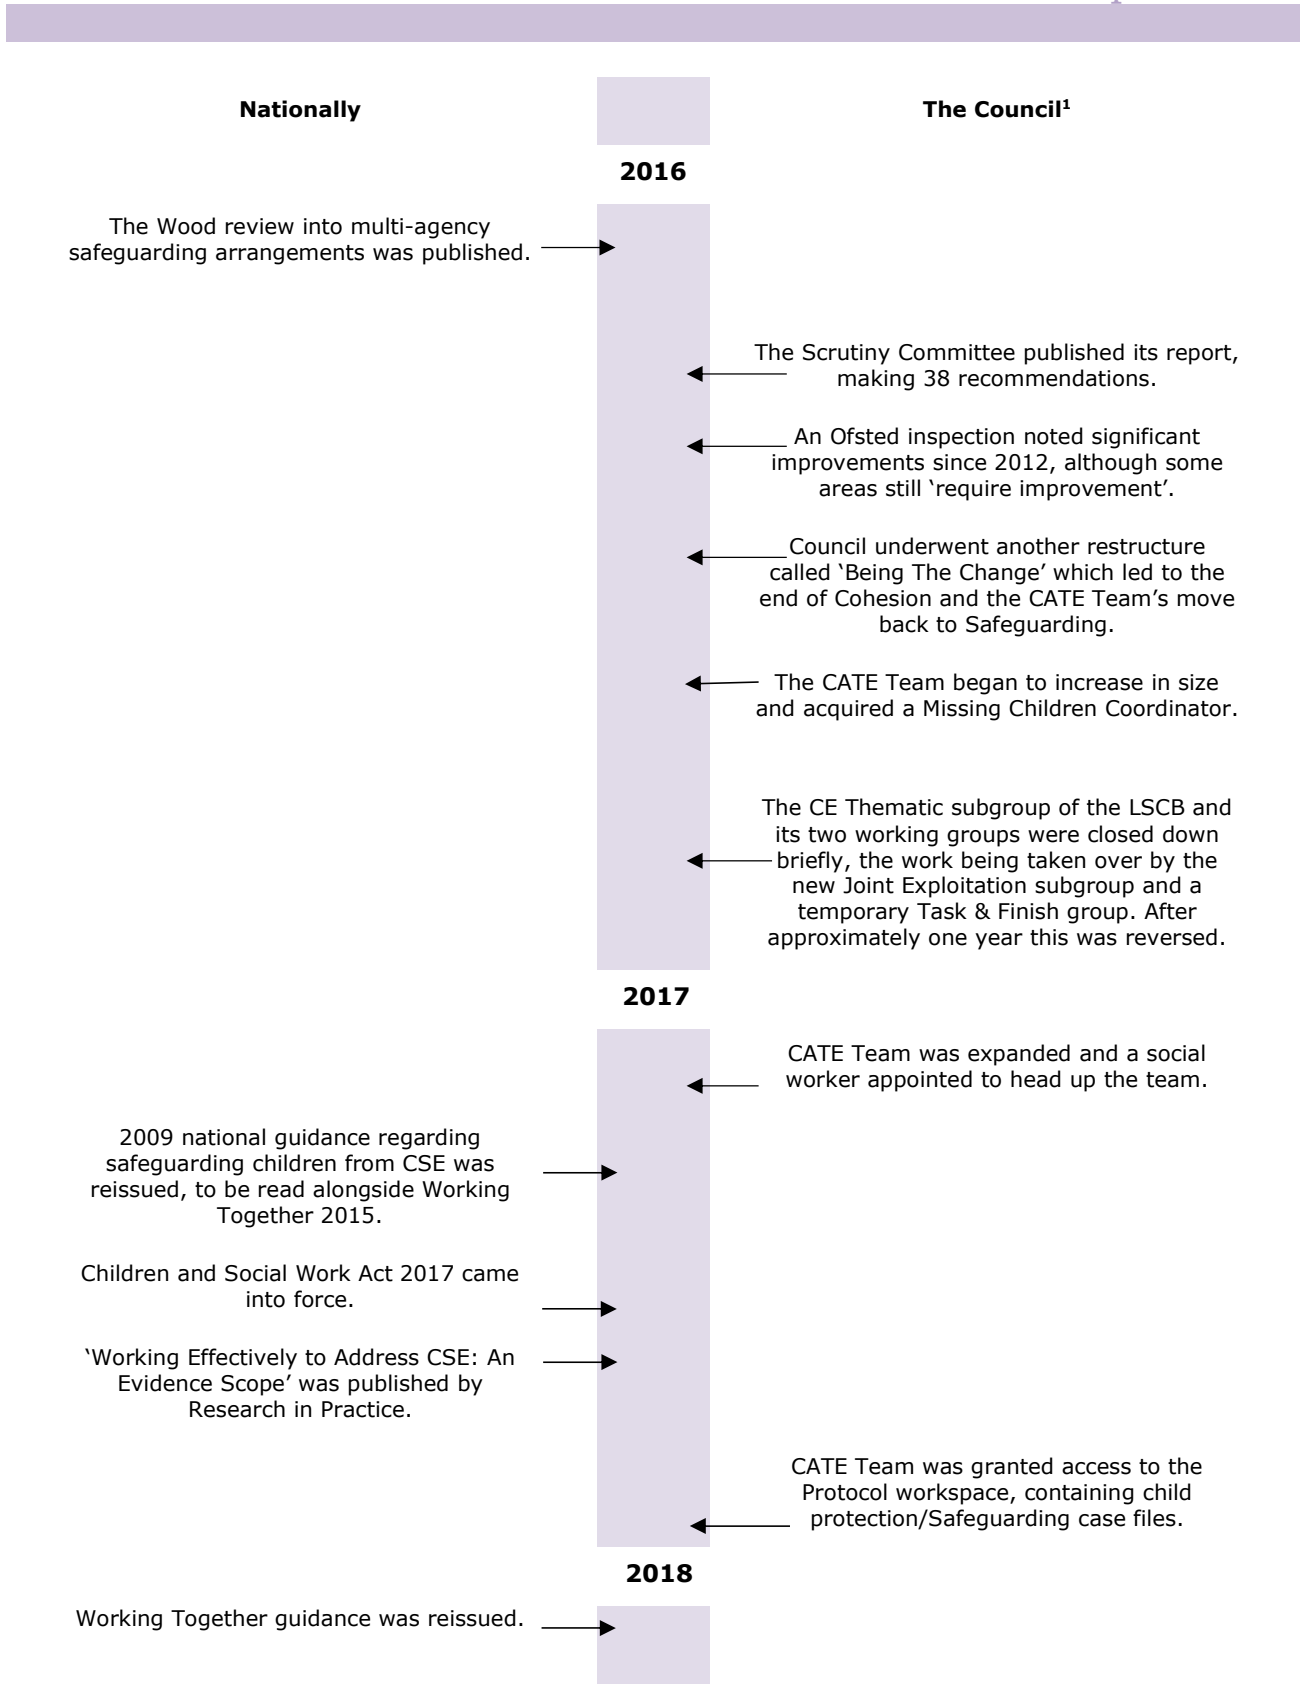 Nationally
The Council¹
2016
The Wood review into multi-agency
safeguarding arrangements was published.
The Scrutiny Committee published its report,
making 38 recommendations.
An Ofsted inspection noted significant
improvements since 2012, although some
areas still ‘require improvement’.
Council underwent another restructure
called ‘Being The Change’ which led to the
end of Cohesion and the CATE Team’s move
back to Safeguarding.
The CATE Team began to increase in size
and acquired a Missing Children Coordinator.
The CE Thematic subgroup of the LSCB and
its two working groups were closed down
briefly, the work being taken over by the
new Joint Exploitation subgroup and a
temporary Task & Finish group. After
approximately one year this was reversed.
2017
CATE Team was expanded and a social
worker appointed to head up the team.
2009 national guidance regarding
safeguarding children from CSE was
reissued, to be read alongside Working
Together 2015.
Children and Social Work Act 2017 came
into force.
‘Working Effectively to Address CSE: An
Evidence Scope’ was published by
Research in Practice.
CATE Team was granted access to the
Protocol workspace, containing child
protection/Safeguarding case files.
2018
Working Together guidance was reissued.